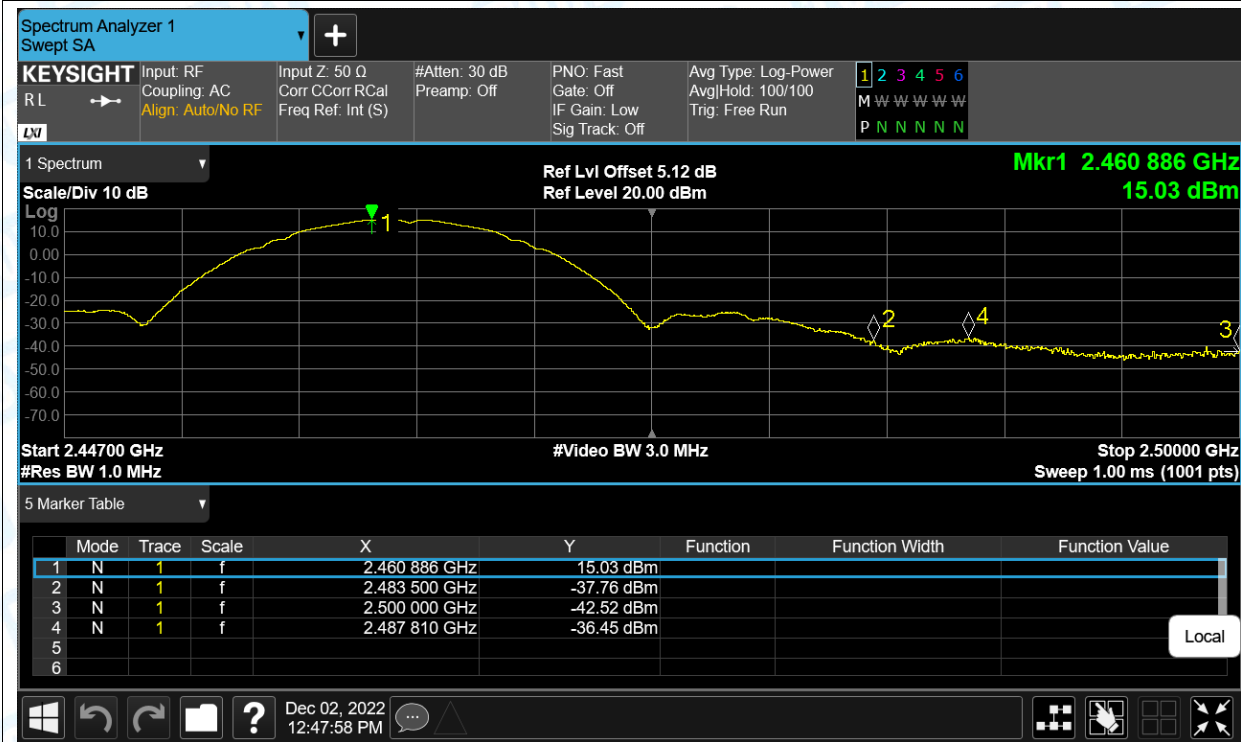 Spectrum Analyzer 1
Swept SA
+
KEYSIGHT
R L
LXI
Input: RF
Coupling: AC
Align: Auto/No RF
Input Z: 50 Ω
Corr CCorr RCal
Freq Ref: Int (S)
#Atten: 30 dB
Preamp: Off
PNO: Fast
Gate: Off
IF Gain: Low
Sig Track: Off
Avg Type: Log-Power
Avg|Hold: 100/100
Trig: Free Run
1 2 3 4 5 6
M W W W W W W
P N N N N N
1 Spectrum
Scale/Div 10 dB
Ref Lvl Offset 5.12 dB
Ref Level 20.00 dBm
Mkr1 2.460 886 GHz
15.03 dBm
Log
10.0
0.00
-10.0
-20.0
-30.0
-40.0
-50.0
-60.0
-70.0
1
2
4
3
Start 2.44700 GHz
#Video BW 3.0 MHz
Stop 2.50000 GHz
#Res BW 1.0 MHz
Sweep 1.00 ms (1001 pts)
5 Marker Table
Mode Trace Scale X Y Function Function Width Function Value
1 N 1 f 2.460 886 GHz 15.03 dBm
2 N 1 f 2.483 500 GHz -37.76 dBm
3 N 1 f 2.500 000 GHz -42.52 dBm
4 N 1 f 2.487 810 GHz -36.45 dBm
5
6
Local
?
Dec 02, 2022
12:47:58 PM